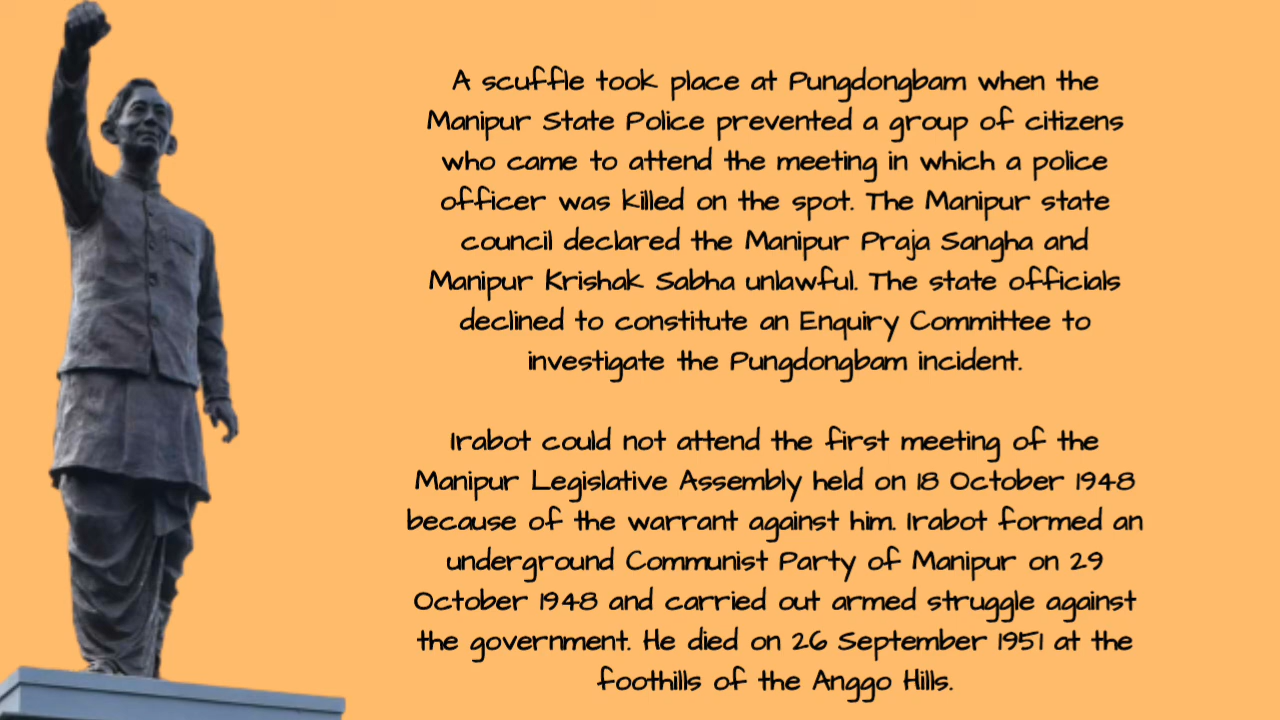 A scuffle took place at Pungdongbam when the
Manipur State Police prevented a group of citizens
who came to attend the meeting in which a police
officer was killed on the spot. The Manipur state
council declared the Manipur Praja Sangha and
Manipur Krishak Sabha unlawful. The state officials
declined to constitute an Enquiry Committee to
investigate the Pungdongbam incident.
Irabot could not attend the first meeting of the
Manipur Legislative Assembly held on 18 October 1948
because of the warrant against him. Irabot formed an
underground Communist Party of Manipur on 29
October 1948 and carried out armed struggle against
the government. He died on 26 September 1951 at the
foothills of the Anggo Hills.